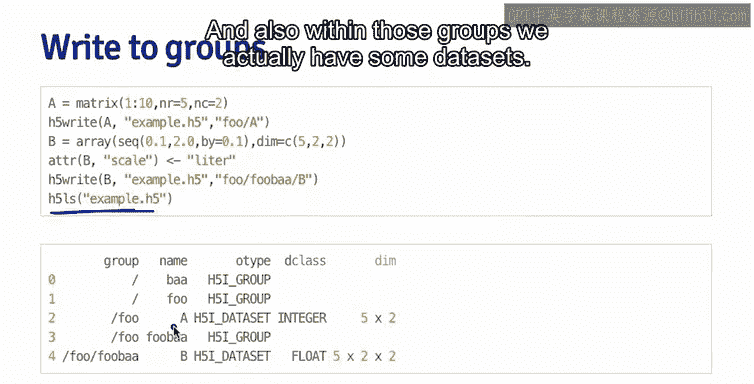 And also within those groups we
actually have some datasets.
Write to groups
A = matrix(1:10,nr=5,nc=2)
h5write(A, "example.h5","foo/A")
B = array(seq(0.1,2.0,by=0.1),dim=c(5,2,2))
attr(B, "scale") <- "liter"
h5write(B, "example.h5","foo/foobaa/B")
h5ls("example.h5")
group name otype dclass dim
0 / baa H5I_GROUP
1 / foo H5I_GROUP
2 /foo A H5I_DATASET INTEGER 5 x 2
3 /foo foobaa H5I_GROUP
4 /foo/foobaa B H5I_DATASET FLOAT 5 x 2 x 2